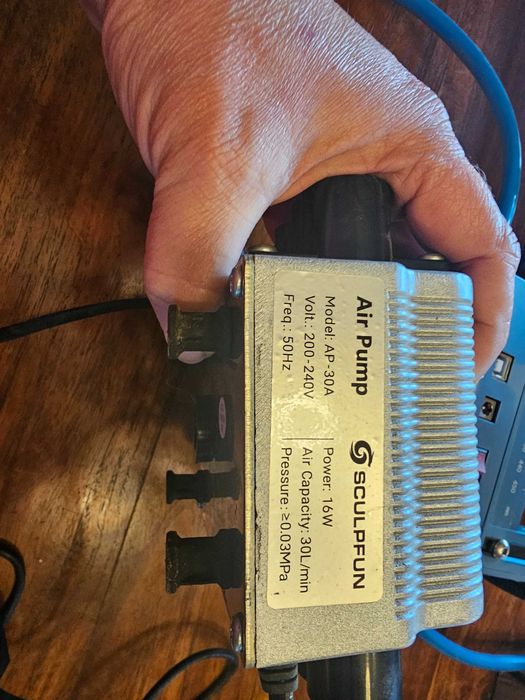 Air Pump
SCULPFUN
Model: AP-30A
Power: 16W
Volt.: 200-240V
Air Capacity: 30L/min
Freq.: 50Hz
Pressure: ≥0.03MPa